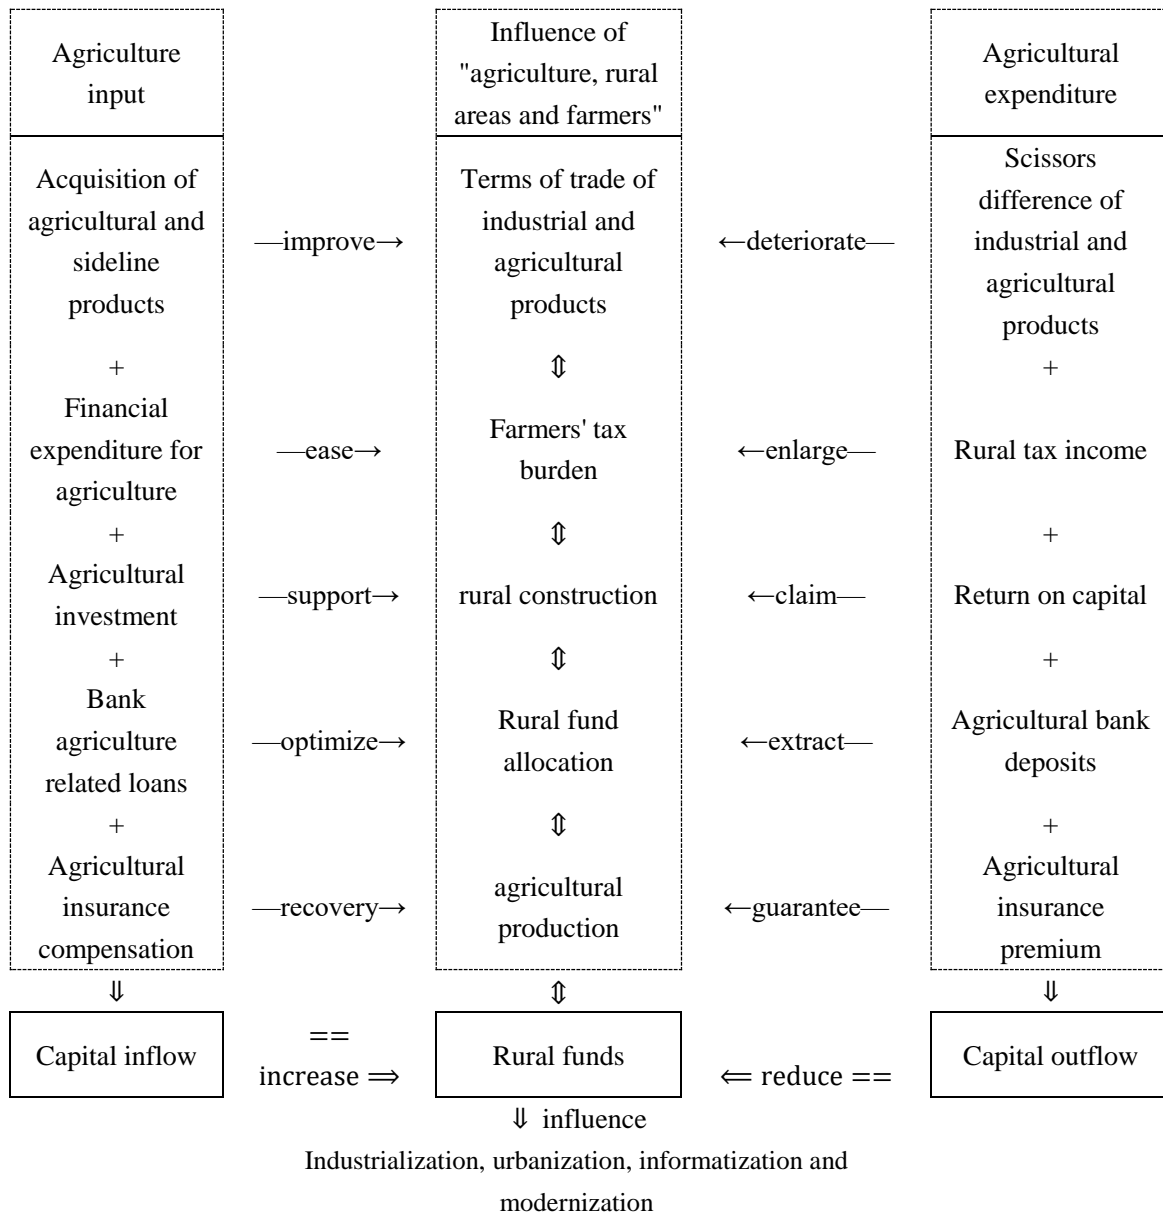 Agriculture
input
Influence of
"agriculture, rural
areas and farmers"
Agricultural
expenditure
Acquisition of
agricultural and
sideline
products
—improve→
Terms of trade of
industrial and
agricultural
products
←deteriorate—
Scissors
difference of
industrial and
agricultural
products
+
⇕
+
Financial
expenditure for
agriculture
—ease→
Farmers' tax
burden
←enlarge—
Rural tax income
+
⇕
+
Agricultural
investment
—support→
rural construction
←claim—
Return on capital
+
⇕
+
Bank
agriculture
related loans
—optimize→
Rural fund
allocation
←extract—
Agricultural bank
deposits
+
⇕
+
Agricultural
insurance
compensation
—recovery→
agricultural
production
←guarantee—
Agricultural
insurance
premium
⇓
⇕
⇓
Capital inflow
==
increase ⟹
Rural funds
⟸ reduce ==
Capital outflow
⇓ influence
Industrialization, urbanization, informatization and
modernization